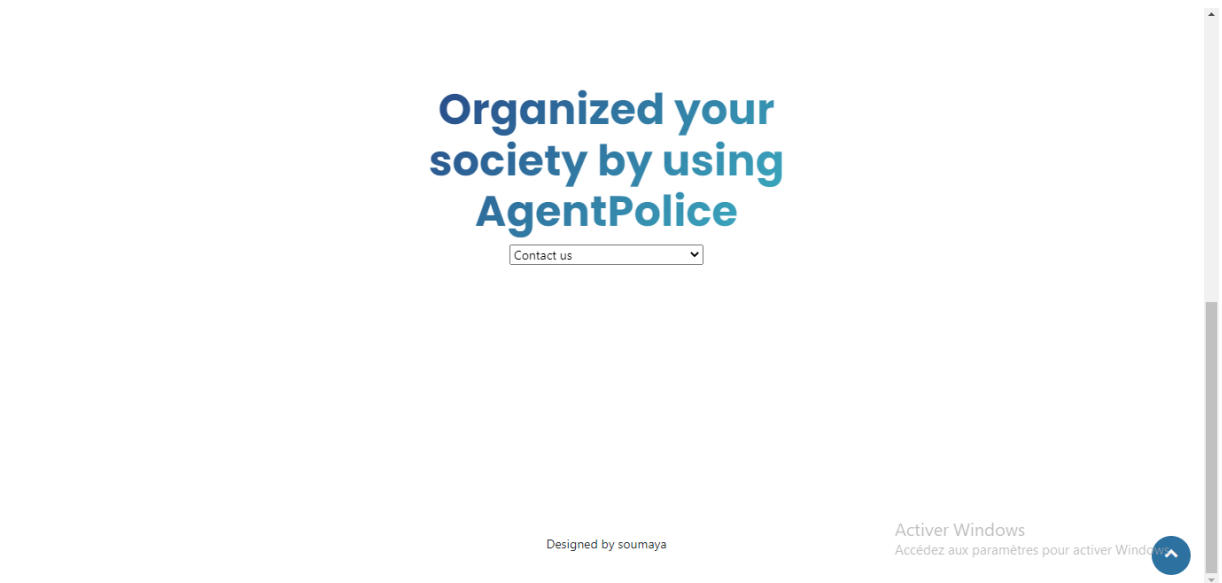 Organized your
society by using
AgentPolice
Contact us
Designed by soumaya
Activer Windows
Accédez aux paramètres pour activer Windows